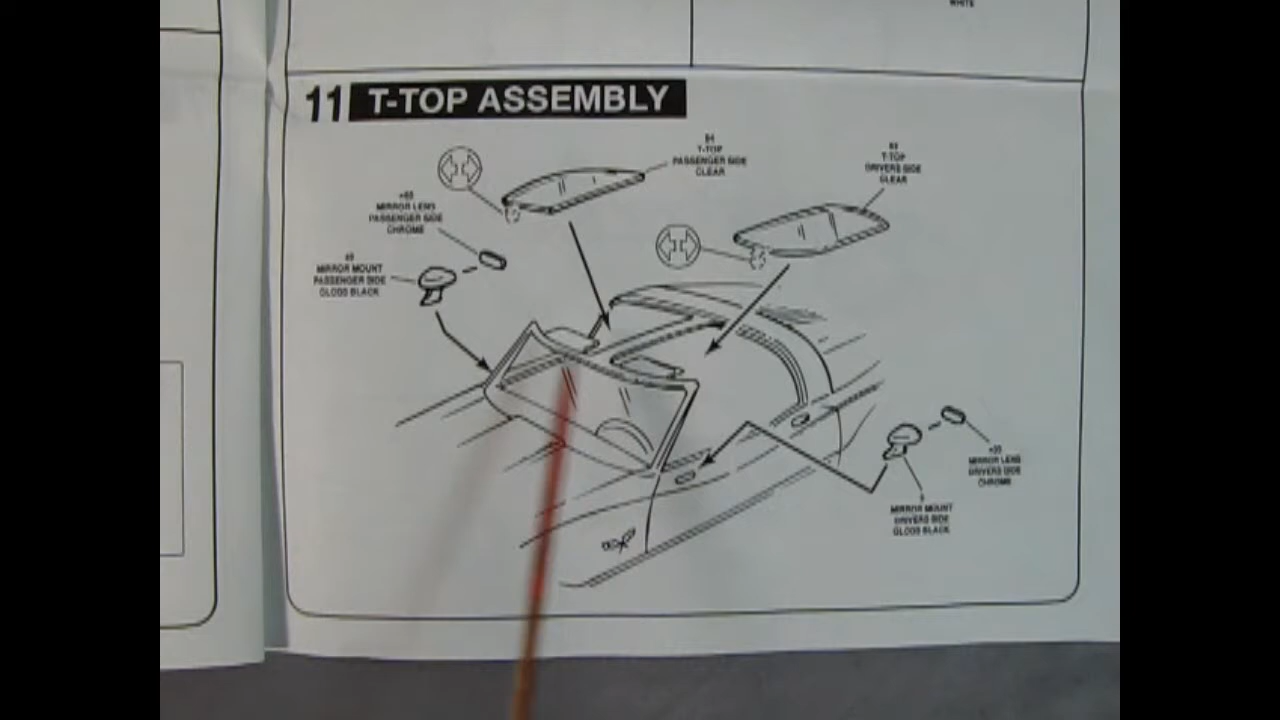 WHITE
11 T-TOP ASSEMBLY
T-TOP
PASSENGER SIDE
CLEAR
T-TOP
DRIVERS SIDE
CLEAR
MIRROR LENS
PASSENGER SIDE
CHROME
MIRROR MOUNT
PASSENGER SIDE
GLOSS BLACK
MIRROR LENS
DRIVERS SIDE
CHROME
MIRROR MOUNT
DRIVERS SIDE
GLOSS BLACK